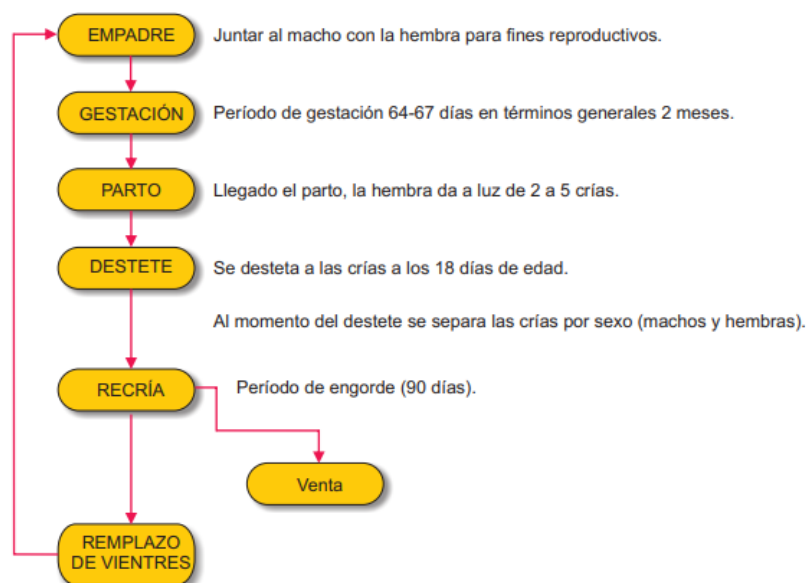 EMPADRE
Juntar al macho con la hembra para fines reproductivos.
GESTACIÓN
Período de gestación 64-67 días en términos generales 2 meses.
PARTO
Llegado el parto, la hembra da a luz de 2 a 5 crías.
DESTETE
Se desteta a las crías a los 18 días de edad.
Al momento del destete se separa las crías por sexo (machos y hembras).
RECRÍA
Período de engorde (90 días).
Venta
REMPLAZO
DE VIENTRES